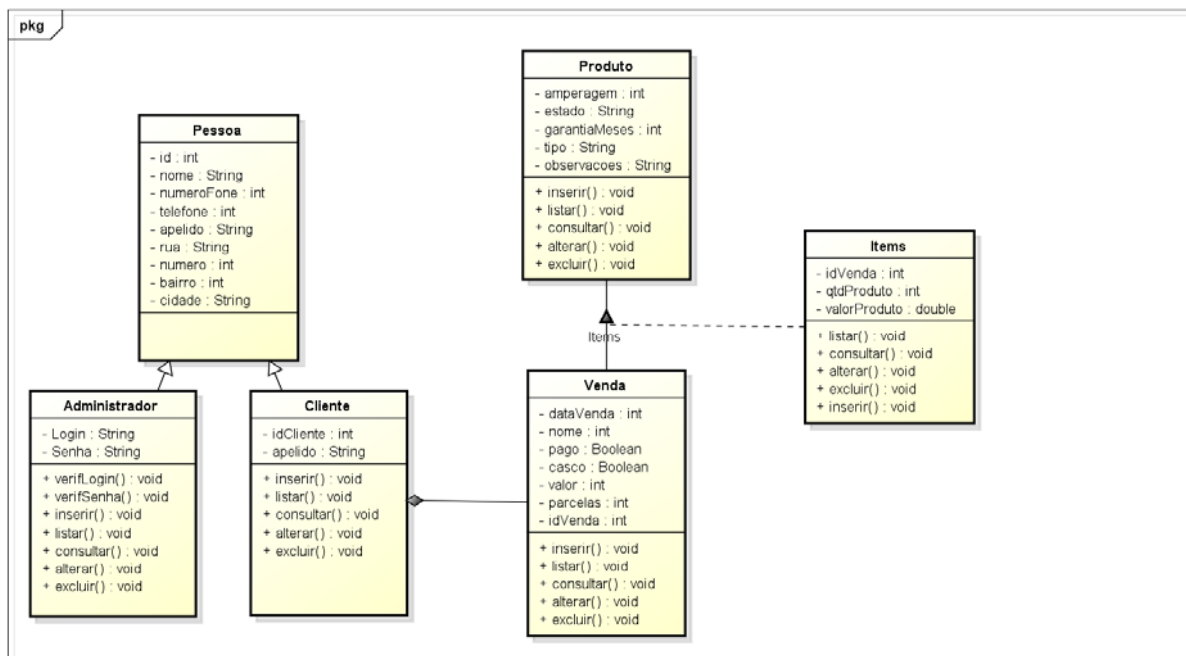 pkg
Produto
- amperagem : int
- estado : String
- garantiaMeses : int
- tipo : String
- observacoes : String
+ inserir() : void
+ listar() : void
+ consultar() : void
+ alterar() : void
+ excluir() : void
Pessoa
- id : int
- nome : String
- numeroFone : int
- telefone : int
- apelido : String
- rua : String
- numero : int
- bairro : int
- cidade : String
Items
- idVenda : int
- qtdProduto : int
- valorProduto : double
+ listar() : void
+ consultar() : void
+ alterar() : void
+ excluir() : void
+ inserir() : void
Items
Administrador
- Login : String
- Senha : String
+ verifLogin() : void
+ verifSenha() : void
+ inserir() : void
+ listar() : void
+ consultar() : void
+ alterar() : void
+ excluir() : void
Cliente
- idCliente : int
- apelido : String
+ inserir() : void
+ listar() : void
+ consultar() : void
+ alterar() : void
+ excluir() : void
Venda
- dataVenda : int
- nome : int
- pago : Boolean
- casco : Boolean
- valor : int
- parcelas : int
- idVenda : int
+ inserir() : void
+ listar() : void
+ consultar() : void
+ alterar() : void
+ excluir() : void